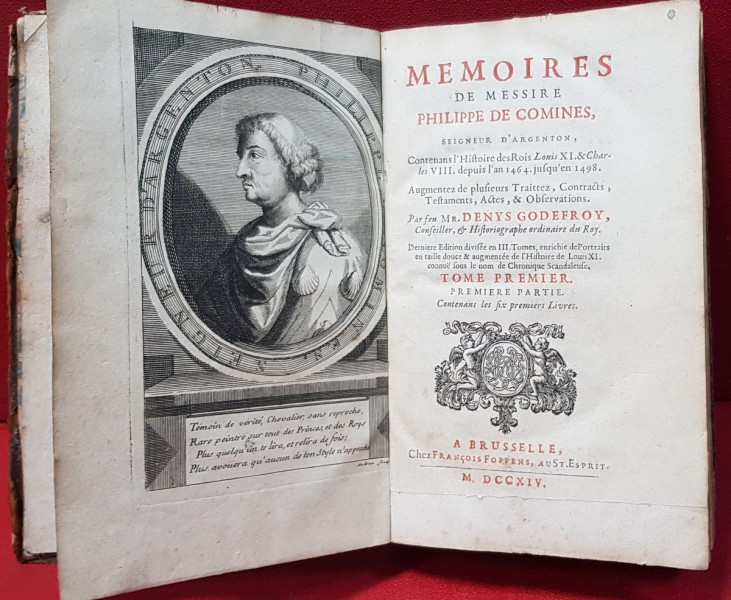 SEIGNEUR D'ARGENTON. PHILIPPE DE COMINES.
Témoin de vérité, Chevalier, sans reproche,
Rare peintre sur tout des Princes, et des Roys
Plus quelqu'un te lira, et relira de fois;
Plus avouera qu'aucun de ton Style n'approche
MEMOIRES
DE MESSIRE
PHILIPPE DE COMINES,
SEIGNEUR D'ARGENTON,
Contenans l'Histoire des Rois Louis XI. & Char-
les VIII. depuis l'an 1464. jusqu'en 1498.
Augmentez de plusieurs Traittez, Contracts,
Testaments, Actes, & Observations.
Par feu MR. DENYS GODEFROY,
Conseiller, & Historiographe ordinaire du Roy.
Derniere Edition divisée en III. Tomes, enrichie de Portraits
en taille douce & augmentée de l'Histoire de Louis XI.
connuë sous le nom de Chronique Scandaleuse.
TOME PREMIER.
PREMIERE PARTIE.
Contenans les six premiers Livres.
A BRUSSELLE,
Chez FRANÇOIS FOPPENS, AU ST. ESPRIT.
M. DCCXIV.